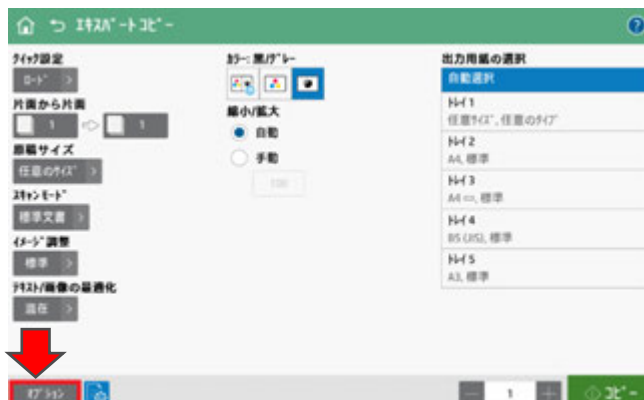 エキスパートコピー
?
クイック設定
ロード >
片面から片面
1
1
原稿サイズ
任意のサイズ >
スキャンモード
標準文書 >
イメージ調整
標準 >
テキスト/画像の最適化
混在 >
オプション
カラー: 黒/グレー
縮小/拡大
自動
手動
100
出力用紙の選択
自動選択
トレイ1
任意サイズ, 任意のタイプ
トレイ2
A4, 標準
トレイ3
A4, 標準
トレイ4
B5 (JIS), 標準
トレイ5
A3, 標準
1
コピー